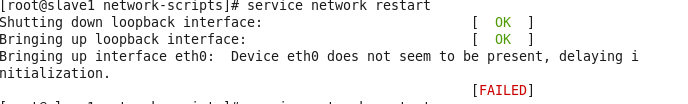 [root@slave1 network-scripts]# service network restart
Shutting down loopback interface:                          [  OK  ]
Bringing up loopback interface:                            [  OK  ]
Bringing up interface eth0:  Device eth0 does not seem to be present, delaying i
nitialization.
                                                           [FAILED]